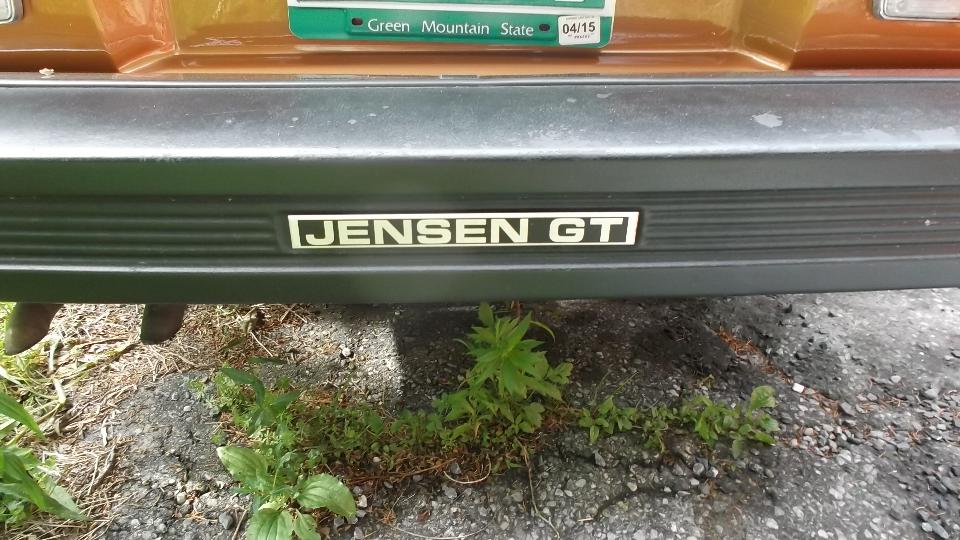 Green Mountain State
04/15
JENSEN GT